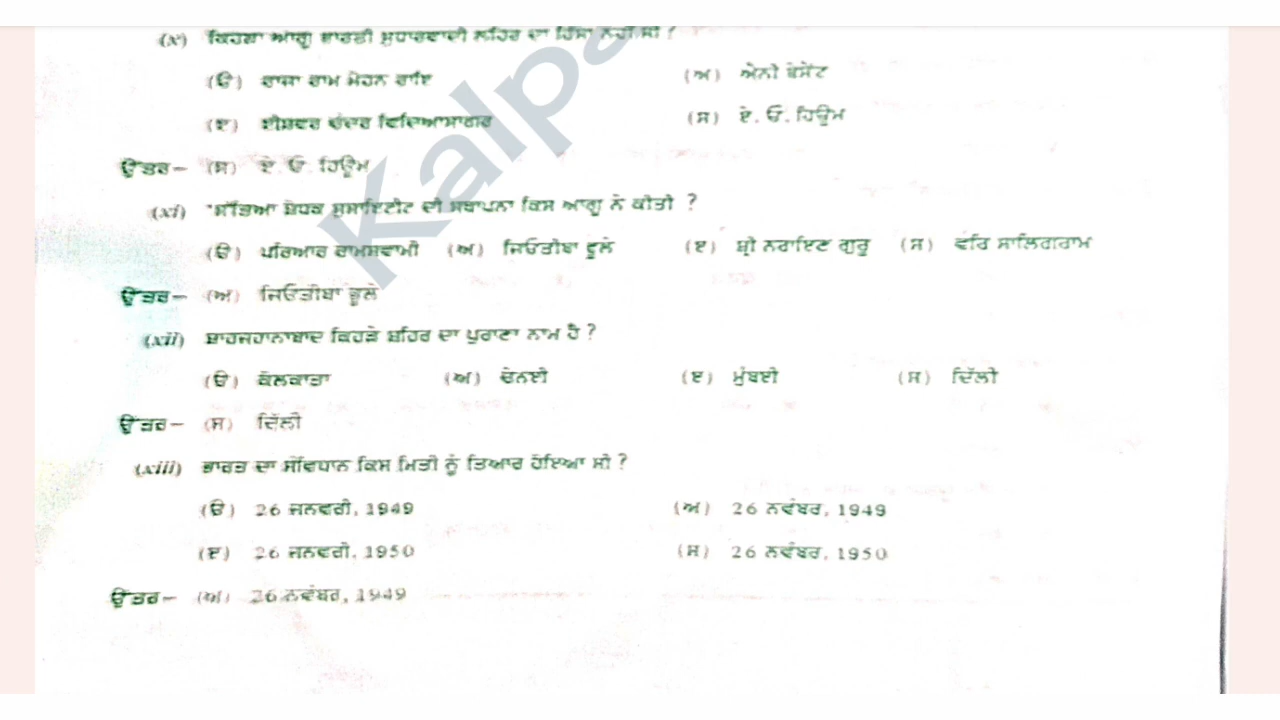 (x) ਕਿਹੜਾ ਆਗੂ ਭਾਰਤੀ ਸੁਧਾਰਵਾਦੀ ਲਹਿਰ ਦਾ ਹਿੱਸਾ ਨਹੀਂ ਸੀ ?
(ੳ) ਰਾਜਾ ਰਾਮ ਮੋਹਨ ਰਾਇ (ਅ) ਐਨੀ ਬੇਸੇਂਟ
(ੲ) ਈਸ਼ਵਰ ਚੰਦਰ ਵਿਦਿਆਸਾਗਰ (ਸ) ਏ. ਓ. ਹਿਊਮ
ਉੱਤਰ– (ਸ) ਏ. ਓ. ਹਿਊਮ
(xi) 'ਸੱਤਿਆ ਸ਼ੋਧਕ ਸੁਸਾਇਟੀਟ ਦੀ ਸਥਾਪਨਾ ਕਿਸ ਆਗੂ ਨੇ ਕੀਤੀ ?
(ੳ) ਪਰਿਆਰ ਰਾਮਸਵਾਮੀ (ਅ) ਜਿਓਤੀਬਾ ਫੂਲੇ (ੲ) ਸ਼੍ਰੀ ਨਰਾਇਣ ਗੁਰੂ (ਸ) ਵੀਰ ਸਾਲਿਗਰਾਮ
ਉੱਤਰ– (ਅ) ਜਿਓਤੀਬਾ ਫੂਲੇ
(xii) ਸ਼ਾਹਜਹਾਨਾਬਾਦ ਕਿਹੜੇ ਸ਼ਹਿਰ ਦਾ ਪੁਰਾਣਾ ਨਾਮ ਹੈ ?
(ੳ) ਕੋਲਕਾਤਾ (ਅ) ਚੇਨਈ (ੲ) ਮੁੰਬਈ (ਸ) ਦਿੱਲੀ
ਉੱਤਰ– (ਸ) ਦਿੱਲੀ
(xiii) ਭਾਰਤ ਦਾ ਸੰਵਿਧਾਨ ਕਿਸ ਮਿਤੀ ਨੂੰ ਤਿਆਰ ਹੋਇਆ ਸੀ ?
(ੳ) 26 ਜਨਵਰੀ, 1949 (ਅ) 26 ਨਵੰਬਰ, 1949
(ੲ) 26 ਜਨਵਰੀ, 1950 (ਸ) 26 ਨਵੰਬਰ, 1950
ਉੱਤਰ– (ਅ) 26 ਨਵੰਬਰ, 1949